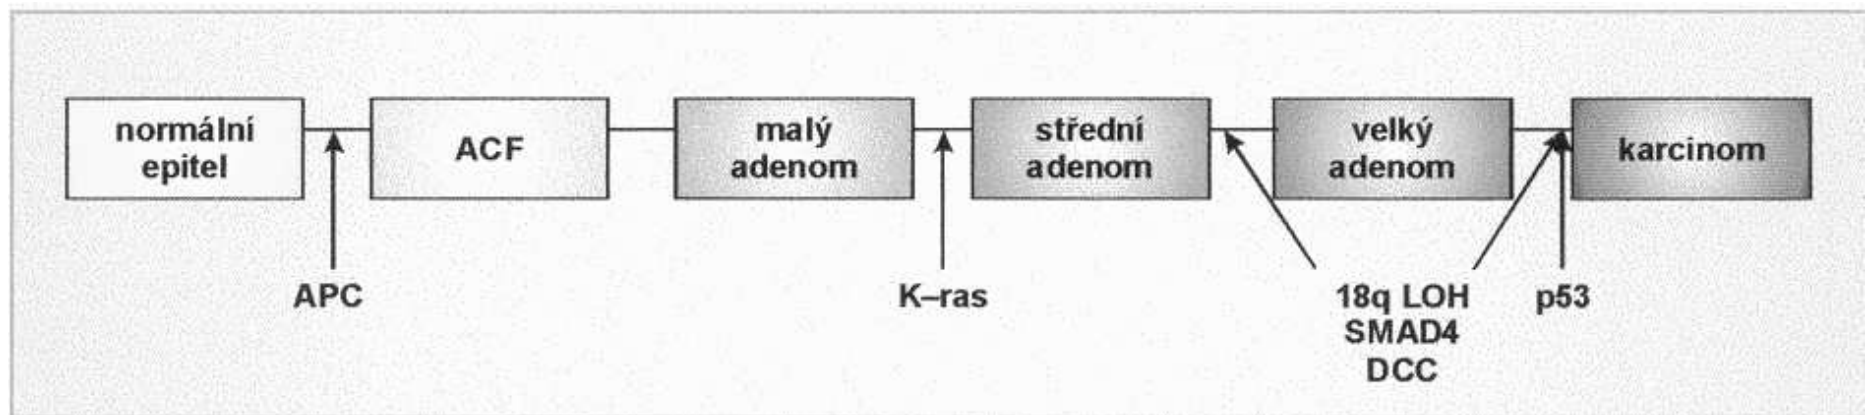 normální
epitel
ACF
malý
adenom
střední
adenom
velký
adenom
karcinom
APC
K–ras
18q LOH
SMAD4
DCC
p53